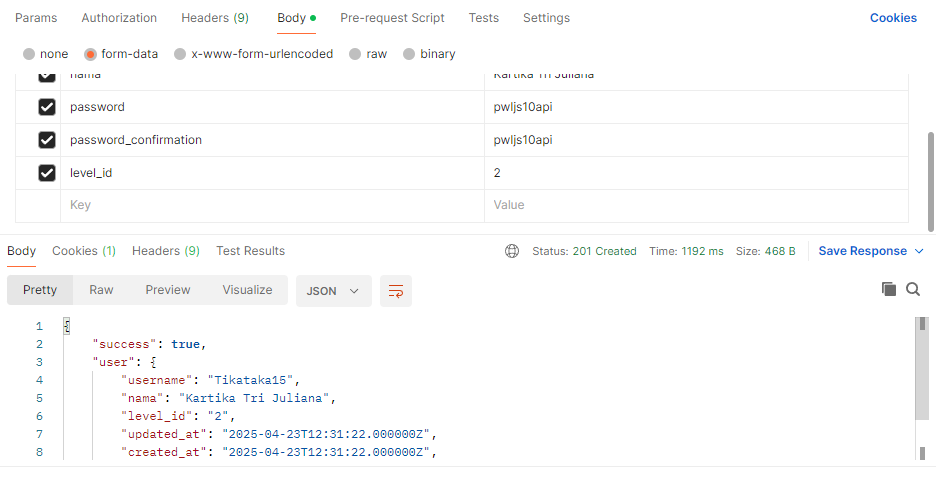 Params Authorization Headers (9) Body Pre-request Script Tests Settings Cookies
none form-data x-www-form-urlencoded raw binary
nama Kartika Tri Juliana
password pwljs10api
password_confirmation pwljs10api
level_id 2
Key Value
Body Cookies (1) Headers (9) Test Results Status: 201 Created Time: 1192 ms Size: 468 B Save Response
Pretty Raw Preview Visualize JSON
1 {
2 "success": true,
3 "user": {
4 "username": "Tikataka15",
5 "nama": "Kartika Tri Juliana",
6 "level_id": "2",
7 "updated_at": "2025-04-23T12:31:22.000000Z",
8 "created_at": "2025-04-23T12:31:22.000000Z",